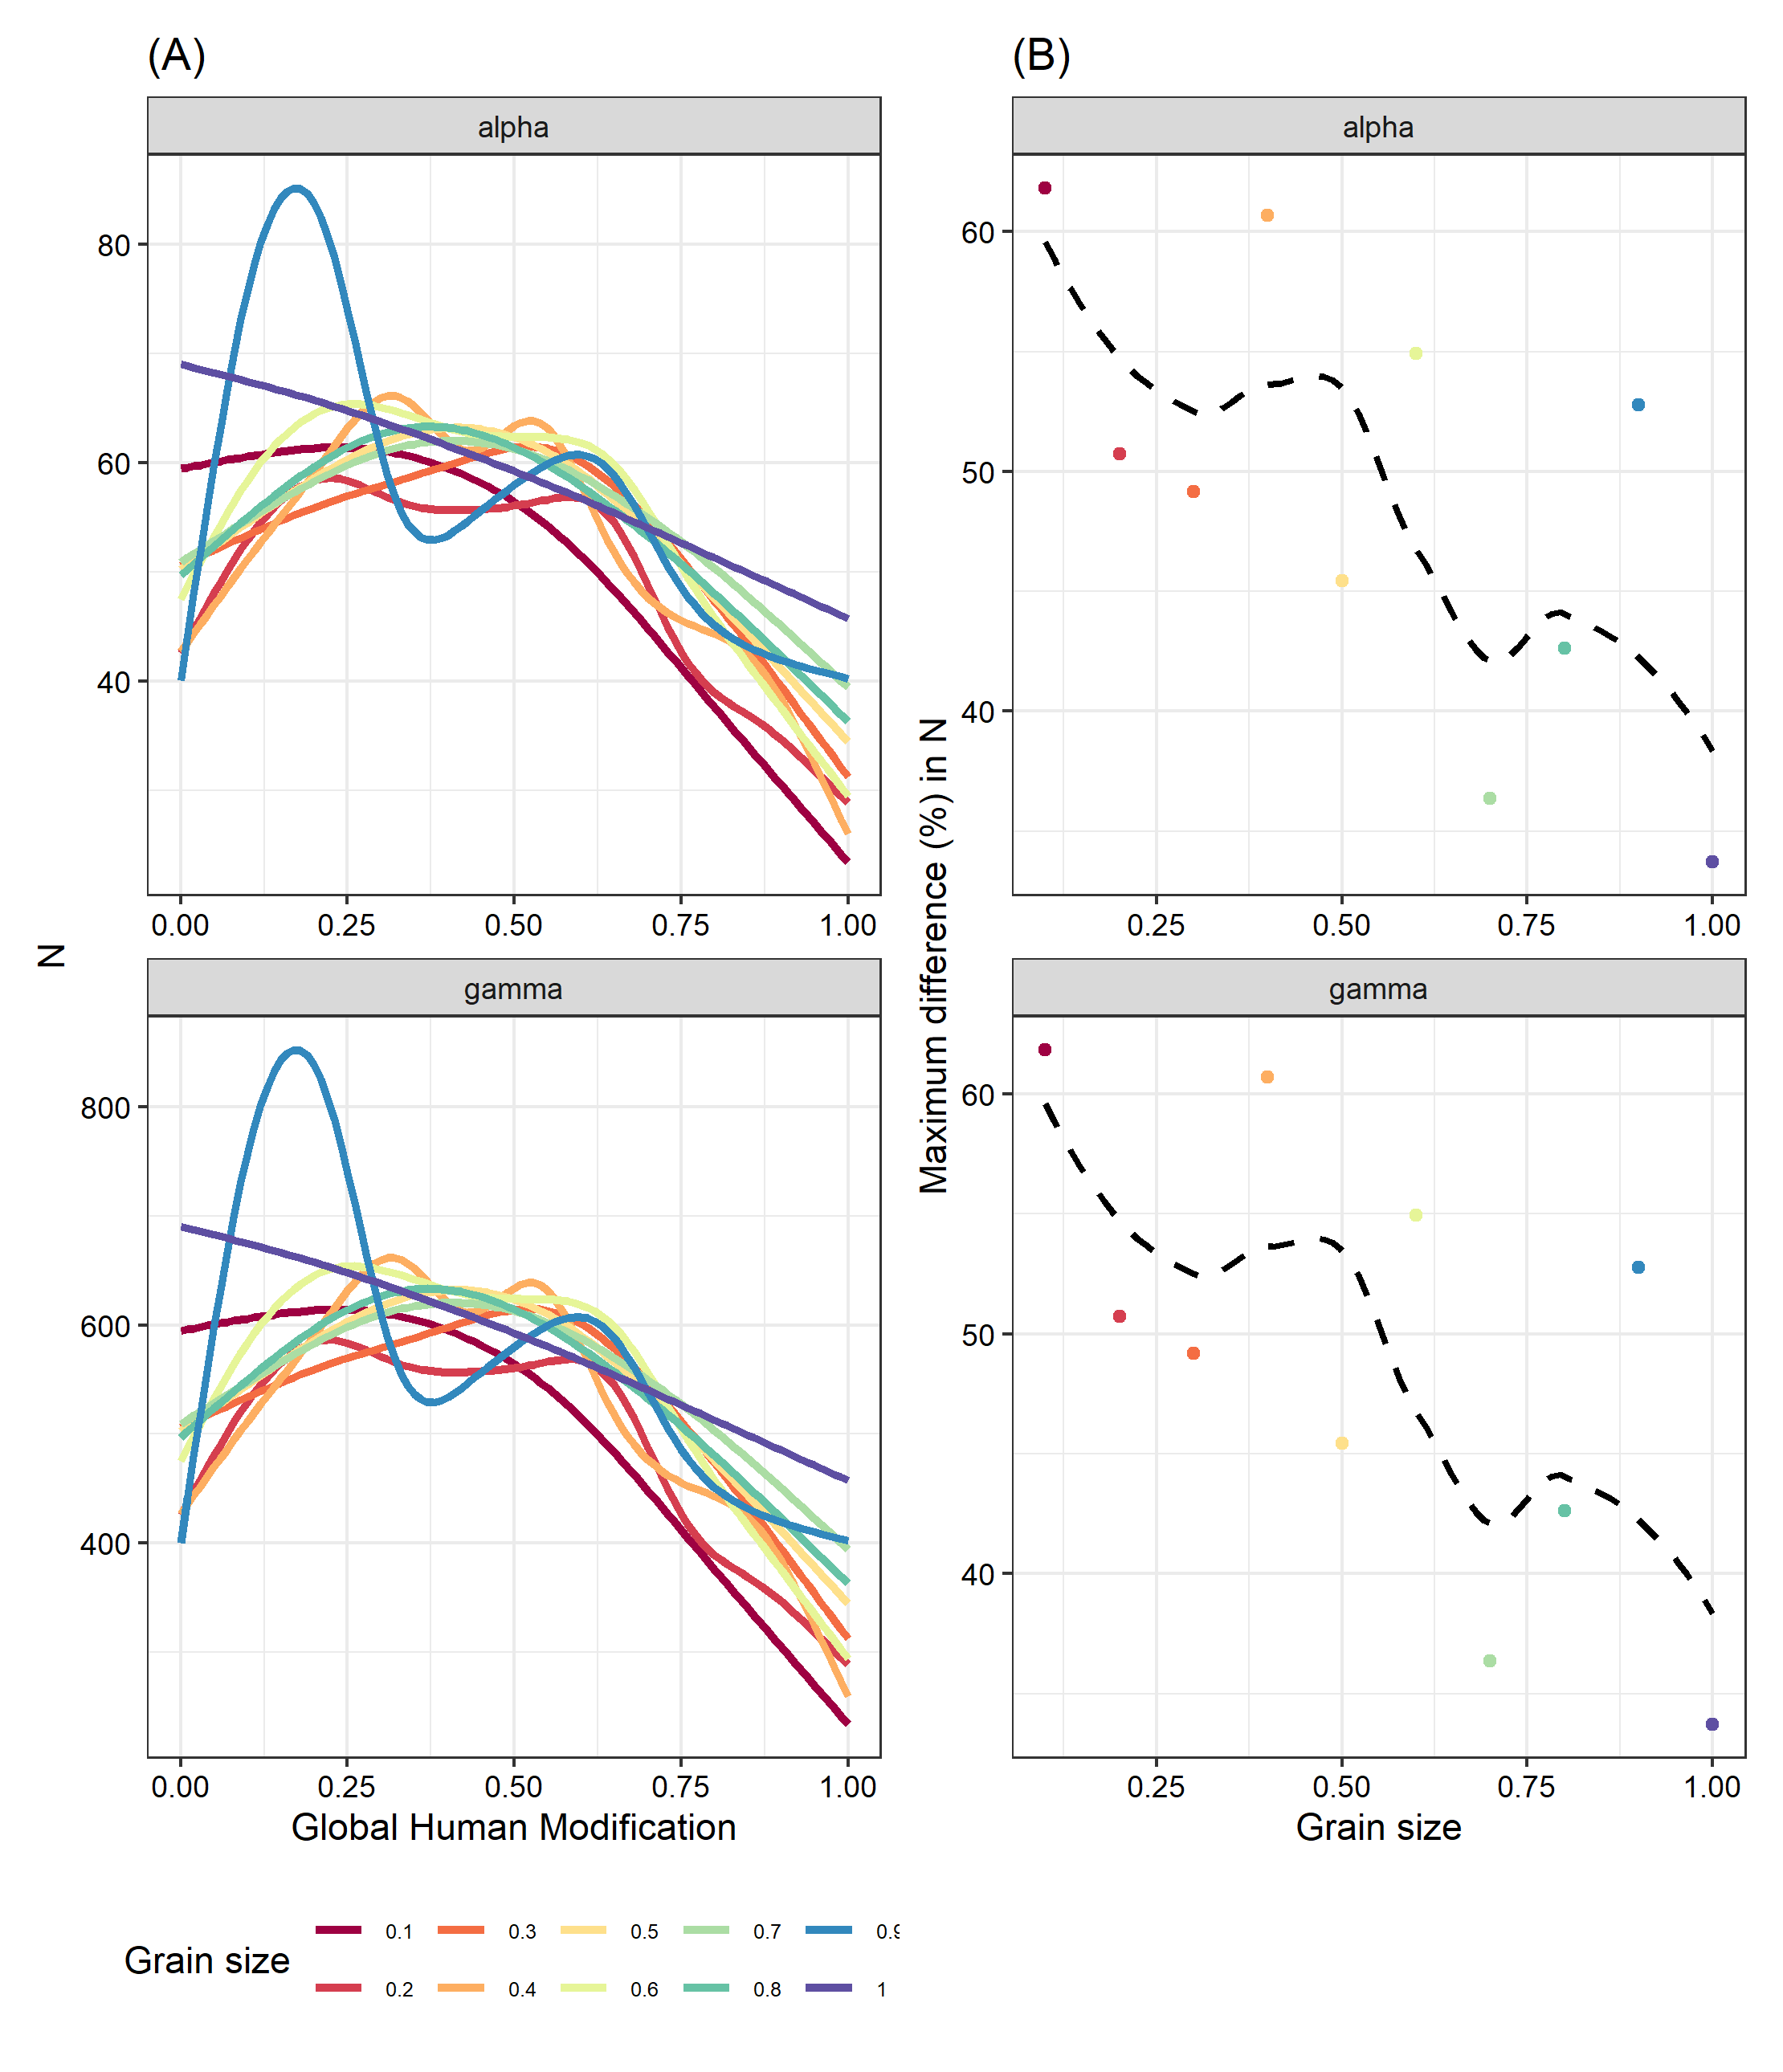 (A)
alpha
80
60
40
0.00 0.25 0.50 0.75 1.00
N
gamma
800
600
400
0.00 0.25 0.50 0.75 1.00
Global Human Modification
(B)
alpha
60
50
40
0.25 0.50 0.75 1.00
Maximum difference (%) in N
gamma
60
50
40
0.25 0.50 0.75 1.00
Grain size
Grain size
0.1 0.3 0.5 0.7 0.9
0.2 0.4 0.6 0.8 1